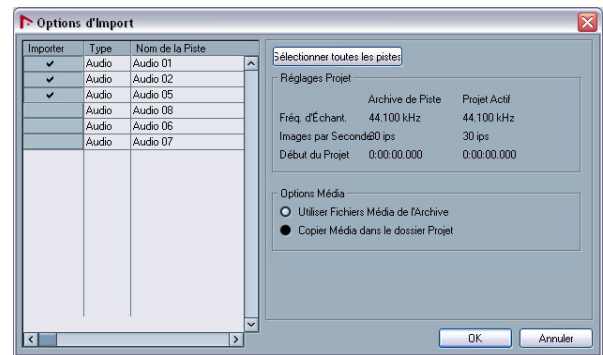 Options d'Import
Importer Type Nom de la Piste
Audio Audio 01
Audio Audio 02
Audio Audio 05
Audio Audio 08
Audio Audio 06
Audio Audio 07
Sélectionner toutes les pistes
Réglages Projet
Archive de Piste Projet Actif
Fréq. d'Échant. 44.100 kHz 44.100 kHz
Images par Seconde 30 ips 30 ips
Début du Projet 0:00:00.000 0:00:00.000
Options Média
Utiliser Fichiers Média de l'Archive
Copier Média dans le dossier Projet
OK Annuler